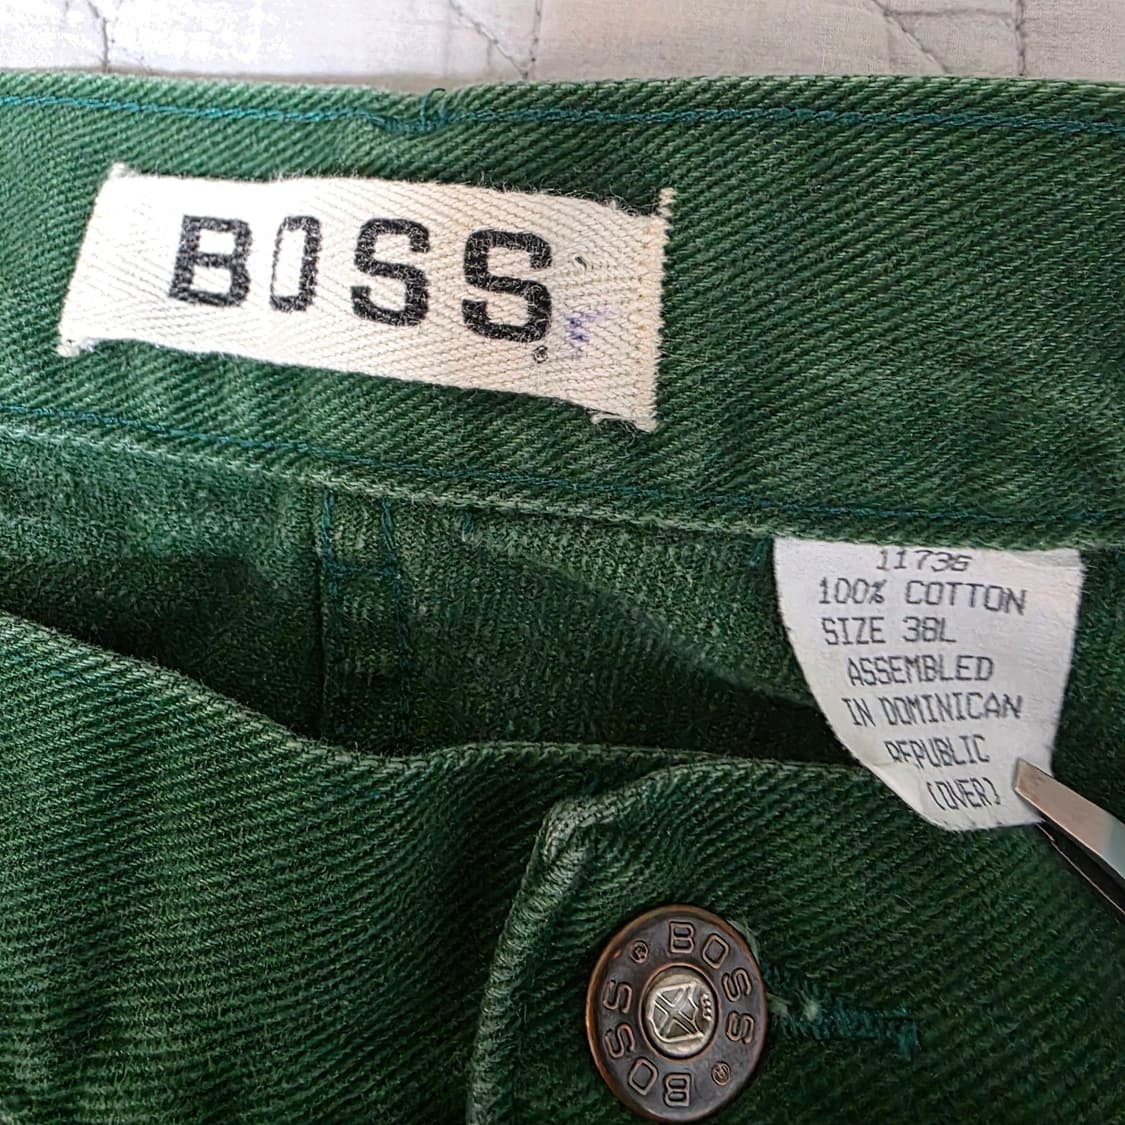 BOSS®
11736
100% COTTON
SIZE 38L
ASSEMBLED
IN DOMINICAN
REPUBLIC
(OVER)
BOSS ® BOSS ®